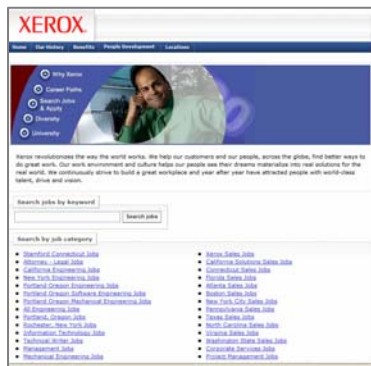 XEROX.
Home Our History Benefits People Development Locations
Why Xerox
Career Paths
Search Jobs
& Apply
Diversity
University
Xerox revolutionizes the way the world works. We help our customers and our people, across the globe, find better ways to
do great work. Our work environment and culture helps our people see their dreams materialize into real solutions for the
real world. We continuously strive to build a great workplace and year after year have attracted people with world-class
talent, drive and vision.
Search jobs by keyword
Search jobs
Search by job category
Stamford Connecticut Jobs
Attorney - Legal Jobs
California Engineering Jobs
New York Engineering Jobs
Portland Oregon Engineering Jobs
Portland Oregon Software Engineering Jobs
Portland Oregon Mechanical Engineering Jobs
All Engineering Jobs
Portland, Oregon Jobs
Rochester, New York Jobs
Information Technology Jobs
Technical Writer Jobs
Management Jobs
Mechanical Engineering Jobs
Xerox Sales Jobs
California Solutions Sales Jobs
Connecticut Sales Jobs
Florida Sales Jobs
Atlanta Sales Jobs
Boston Sales Jobs
New York City Sales Jobs
Pennsylvania Sales Jobs
Texas Sales Jobs
North Carolina Sales Jobs
Virginia Sales Jobs
Washington State Sales Jobs
Corporate Services Jobs
Project Management Jobs